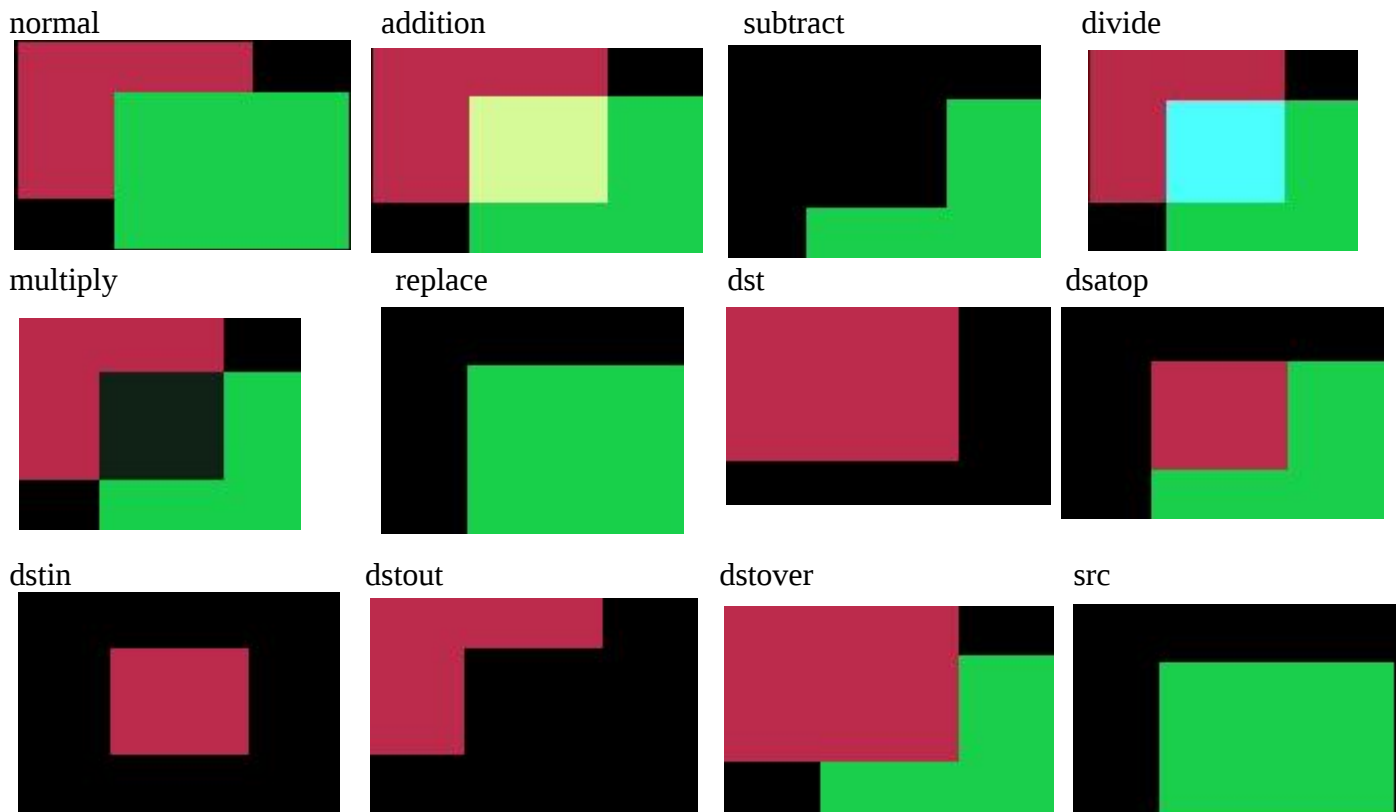 normal addition subtract divide
multiply replace dst dsatop
dstin dstout dstover src